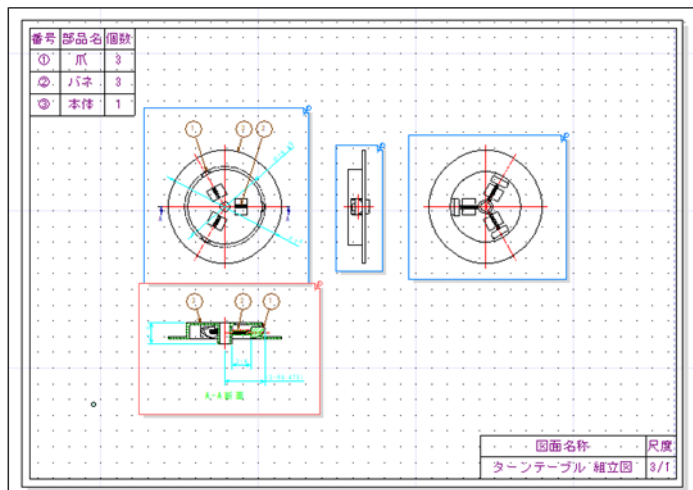 番号 部品名 個数
① 爪 3
② バネ 3
③ 本体 1
A-A断面
図面名称 尺度
ターンテーブル 組立図 3/1